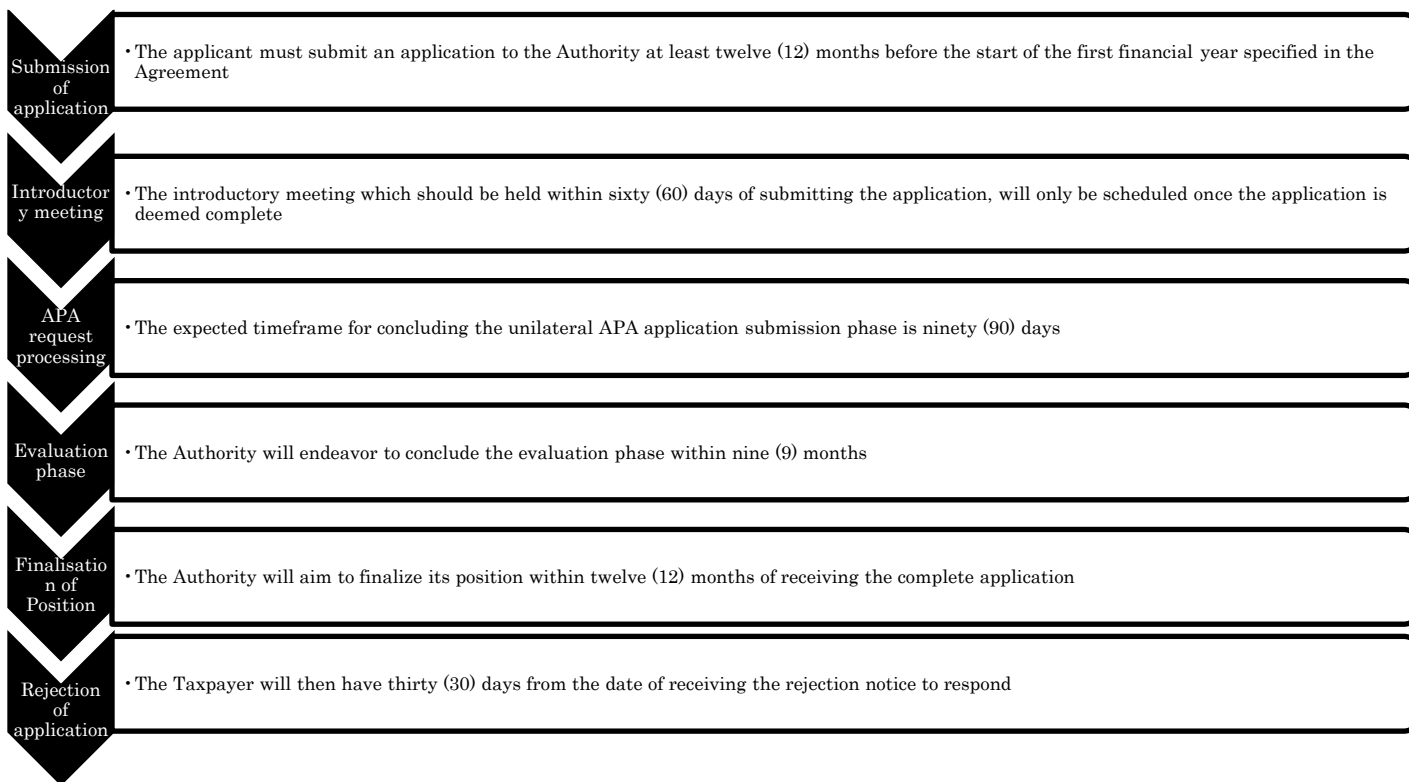 Submission
of
application
• The applicant must submit an application to the Authority at least twelve (12) months before the start of the first financial year specified in the
Agreement
Introductor
y meeting
• The introductory meeting which should be held within sixty (60) days of submitting the application, will only be scheduled once the application is
deemed complete
APA
request
processing
• The expected timeframe for concluding the unilateral APA application submission phase is ninety (90) days
Evaluation
phase
• The Authority will endeavor to conclude the evaluation phase within nine (9) months
Finalisatio
n of
Position
• The Authority will aim to finalize its position within twelve (12) months of receiving the complete application
Rejection
of
application
• The Taxpayer will then have thirty (30) days from the date of receiving the rejection notice to respond